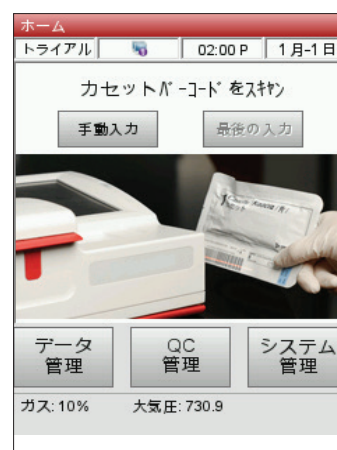 ホーム
トライアル 02:00 P 1月-1日
カセットバーコードをスキャン
手動入力 最後の入力
データ管理 QC管理 システム管理
ガス: 10% 大気圧: 730.9